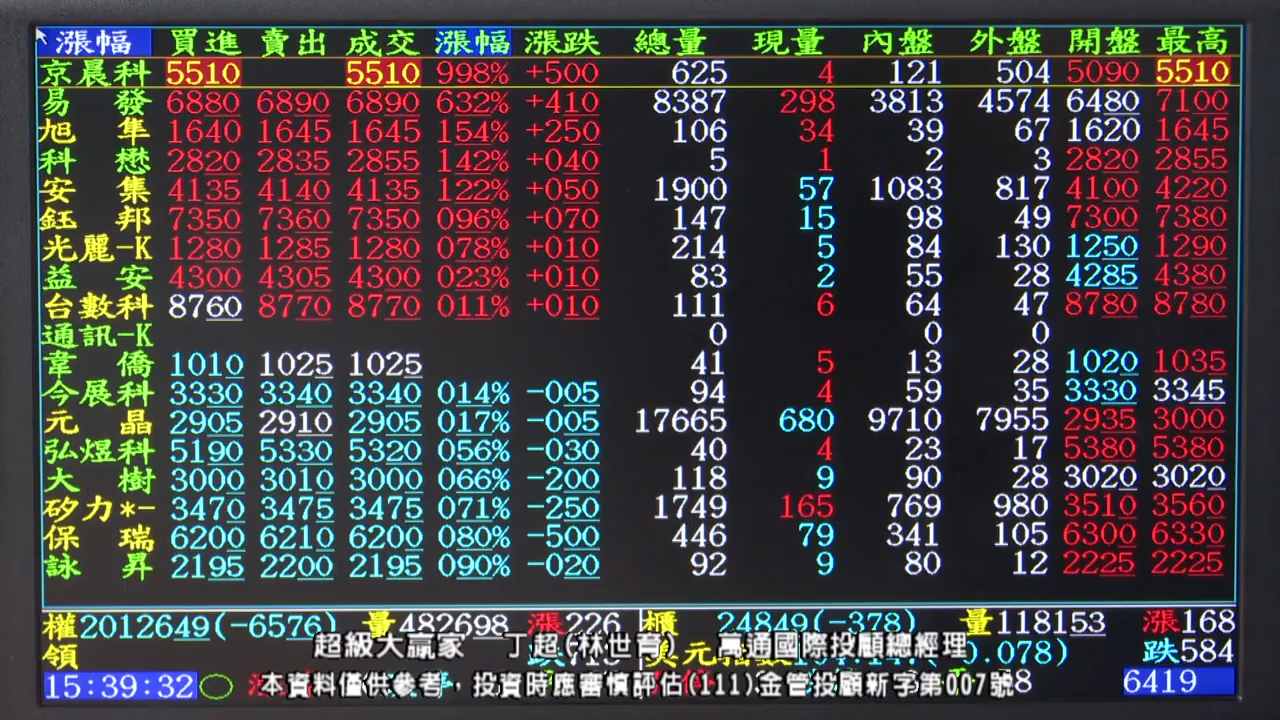 漲幅 買進 賣出 成交 漲幅 漲跌 總量 現量 內盤 外盤 開盤 最高
京晨科 5510 5510 998% +500 625 4 121 504 5090 5510
易發 6880 6890 6890 632% +410 8387 298 3813 4574 6480 7100
旭隼 1640 1645 1645 154% +250 106 34 39 67 1620 1645
科懋 2820 2835 2855 142% +040 5 1 2 3 2820 2855
安集 4135 4140 4135 122% +050 1900 57 1083 817 4100 4220
鈺邦 7350 7360 7350 096% +070 147 15 98 49 7300 7380
光麗-K 1280 1285 1280 078% +010 214 5 84 130 1250 1290
益安 4300 4305 4300 023% +010 83 2 55 28 4285 4380
台數科 8760 8770 8770 011% +010 111 6 64 47 8780 8780
通訊-K 0 0 0
韋僑 1010 1025 1025 41 5 13 28 1020 1035
今展科 3330 3340 3340 014% -005 94 4 59 35 3330 3345
元晶 2905 2910 2905 017% -005 17665 680 9710 7955 2935 3000
弘煜科 5190 5330 5320 056% -030 40 4 23 17 5380 5380
大樹 3000 3010 3000 066% -200 118 9 90 28 3020 3020
矽力*- 3470 3475 3475 071% -250 1749 165 769 980 3510 3560
保瑞 6200 6210 6200 080% -500 446 79 341 105 6300 6330
詠昇 2195 2200 2195 090% -020 92 9 80 12 2225 2225
權2012649(-6576) 量482698 漲226 櫃 24849(-378) 量118153 漲168
領 跌584
超級大贏家 丁超(林世育) 萬通國際投顧總經理
15:39:32 6419
本資料僅供參考,投資時應審慎評估(111)金管投顧新字第007號